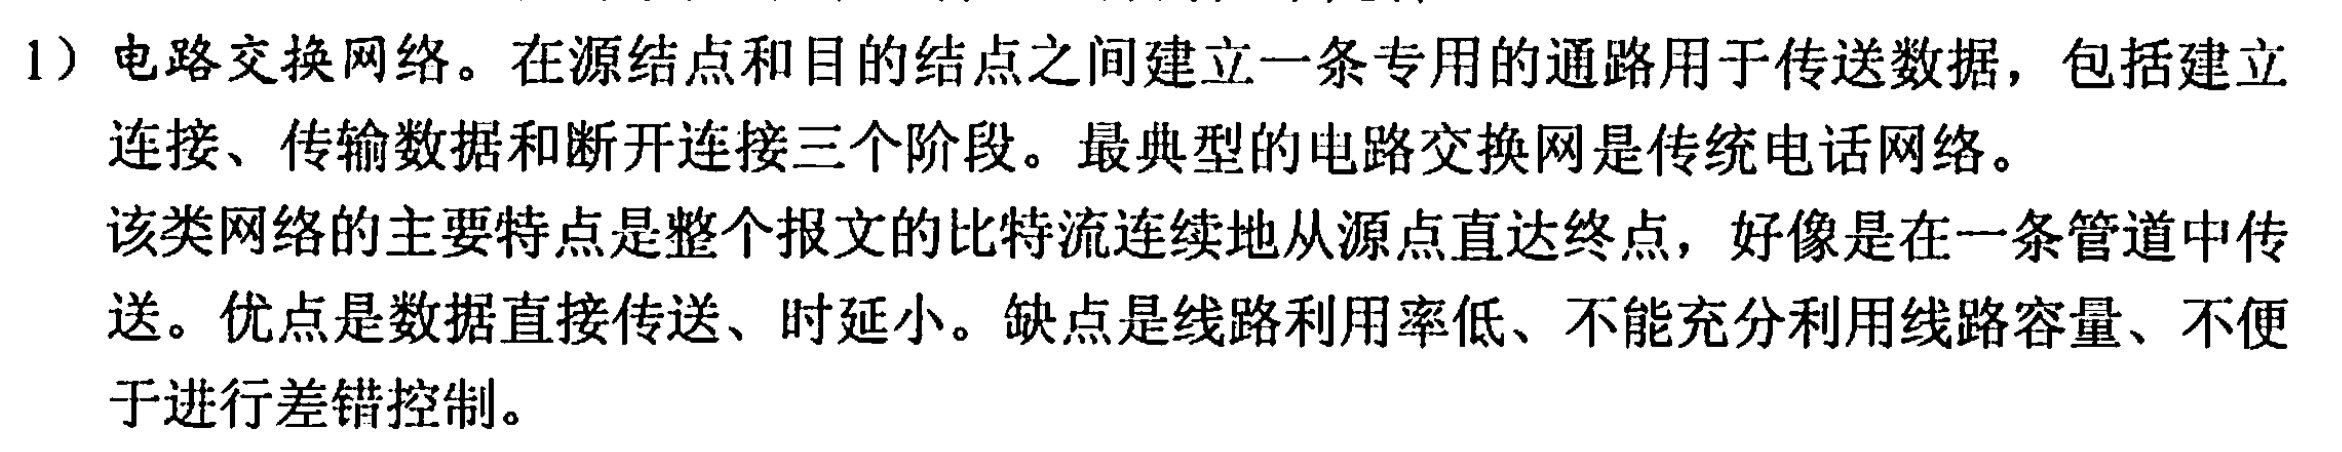 1）电路交换网络。在源结点和目的结点之间建立一条专用的通路用于传送数据，包括建立
连接、传输数据和断开连接三个阶段。最典型的电路交换网是传统电话网络。
该类网络的主要特点是整个报文的比特流连续地从源点直达终点，好像是在一条管道中传
送。优点是数据直接传送、时延小。缺点是线路利用率低、不能充分利用线路容量、不便
于进行差错控制。